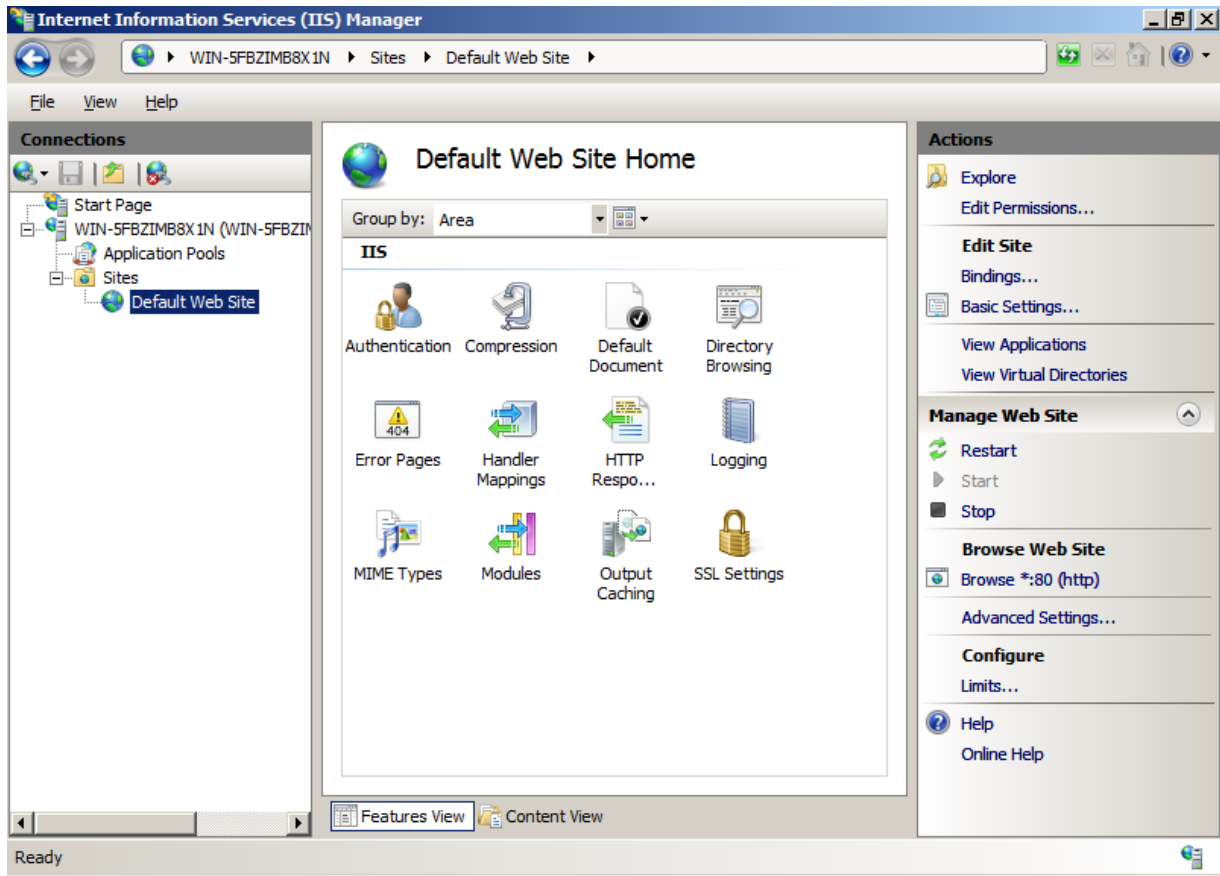 Internet Information Services (IIS) Manager
WIN-5FBZIMB8X1N Sites Default Web Site
File View Help
Connections
Start Page
WIN-5FBZIMB8X1N (WIN-5FBZIN
Application Pools
Sites
Default Web Site
Default Web Site Home
Group by: Area
IIS
Authentication
Compression
Default
Document
Directory
Browsing
404
Error Pages
Handler
Mappings
HTTP
Respo...
Logging
MIME Types
Modules
Output
Caching
SSL Settings
Features View
Content View
Actions
Explore
Edit Permissions...
Edit Site
Bindings...
Basic Settings...
View Applications
View Virtual Directories
Manage Web Site
Restart
Start
Stop
Browse Web Site
Browse *:80 (http)
Advanced Settings...
Configure
Limits...
Help
Online Help
Ready